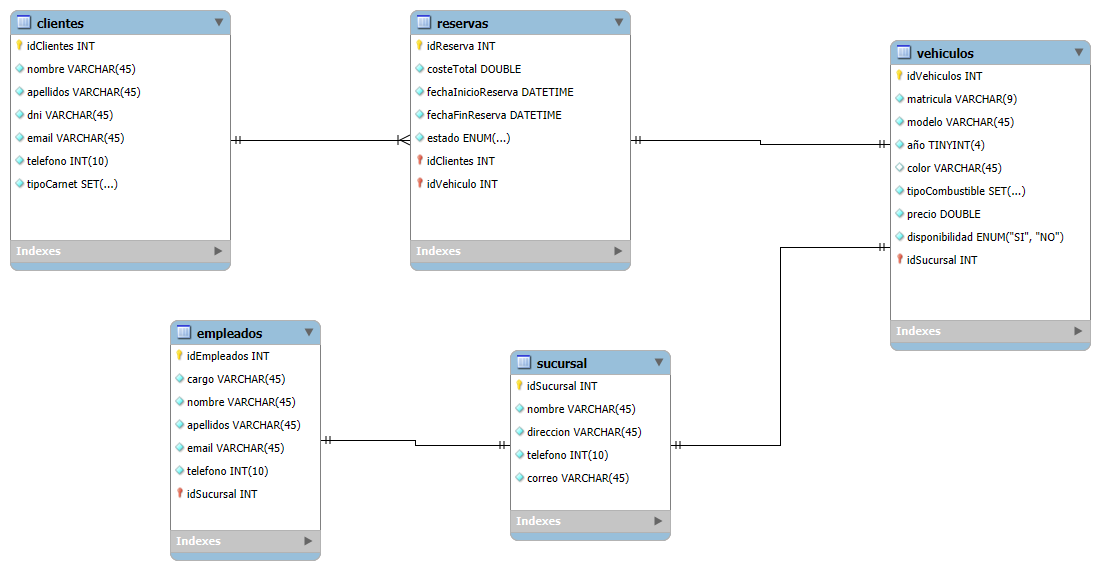 clientes
idClientes INT
nombre VARCHAR(45)
apellidos VARCHAR(45)
dni VARCHAR(45)
email VARCHAR(45)
telefono INT(10)
tipoCarnet SET(...)
Indexes
reservas
idReserva INT
costeTotal DOUBLE
fechaInicioReserva DATETIME
fechaFinReserva DATETIME
estado ENUM(...)
idClientes INT
idVehiculo INT
Indexes
vehiculos
idVehiculos INT
matricula VARCHAR(9)
modelo VARCHAR(45)
año TINYINT(4)
color VARCHAR(45)
tipoCombustible SET(...)
precio DOUBLE
disponibilidad ENUM("SI", "NO")
idSucursal INT
Indexes
empleados
idEmpleados INT
cargo VARCHAR(45)
nombre VARCHAR(45)
apellidos VARCHAR(45)
email VARCHAR(45)
telefono INT(10)
idSucursal INT
Indexes
sucursal
idSucursal INT
nombre VARCHAR(45)
direccion VARCHAR(45)
telefono INT(10)
correo VARCHAR(45)
Indexes